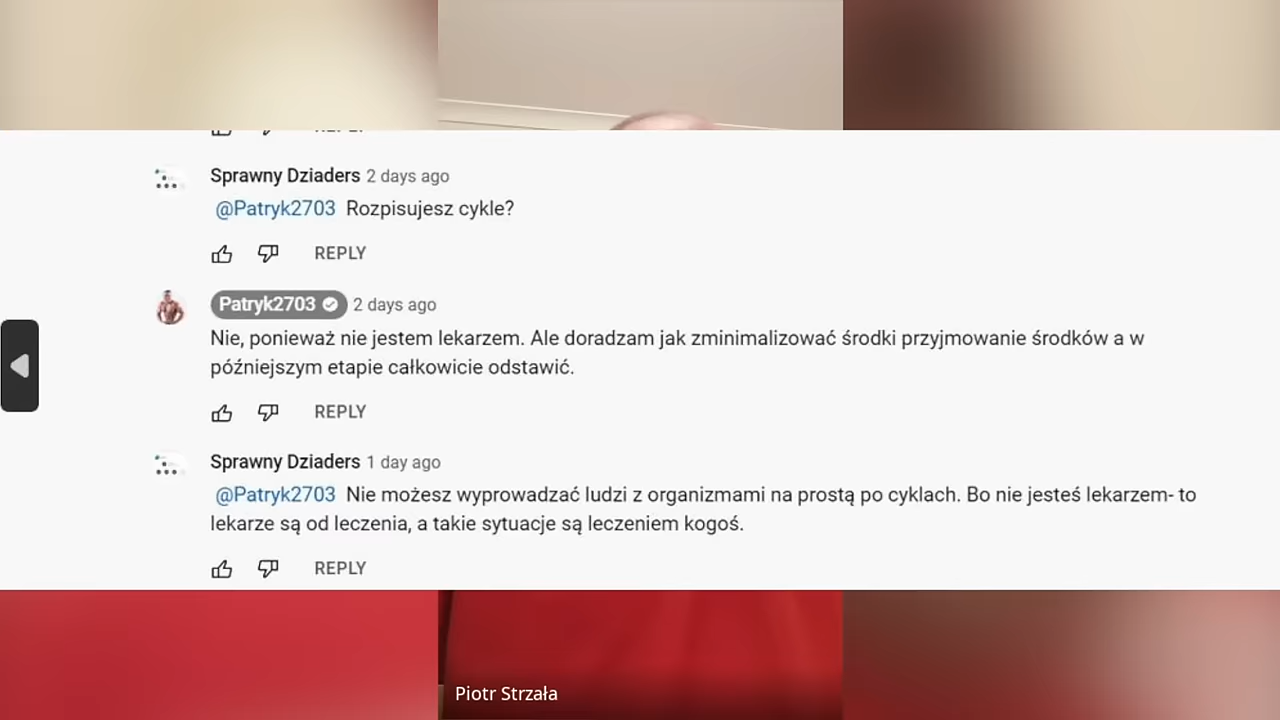 Sprawny Dziaders 2 days ago
@Patryk2703 Rozpisujesz cykle?
REPLY
Patryk2703 2 days ago
Nie, ponieważ nie jestem lekarzem. Ale doradzam jak zminimalizować środki przyjmowanie środków a w
późniejszym etapie całkowicie odstawić.
REPLY
Sprawny Dziaders 1 day ago
@Patryk2703 Nie możesz wyprowadzać ludzi z organizmami na prostą po cyklach. Bo nie jesteś lekarzem- to
lekarze są od leczenia, a takie sytuacje są leczeniem kogoś.
REPLY
Piotr Strzała